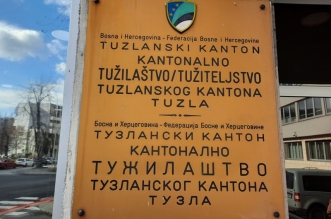 Bosna i Hercegovina - Federacija Bosne i Hercegovine
TUZLANSKI KANTON
KANTONALNO
TUŽILAŠTVO/TUŽITELJSTVO
TUZLANSKOG KANTONA
TUZLA
Босна и Херцеговина - Федерација Босне и Херцеговине
ТУЗЛАНСКИ КАНТОН
КАНТОНАЛНО
ТУЖИЛАШТВО
ТУЗЛАНСКОГ КАНТОНА
ТУЗЛА